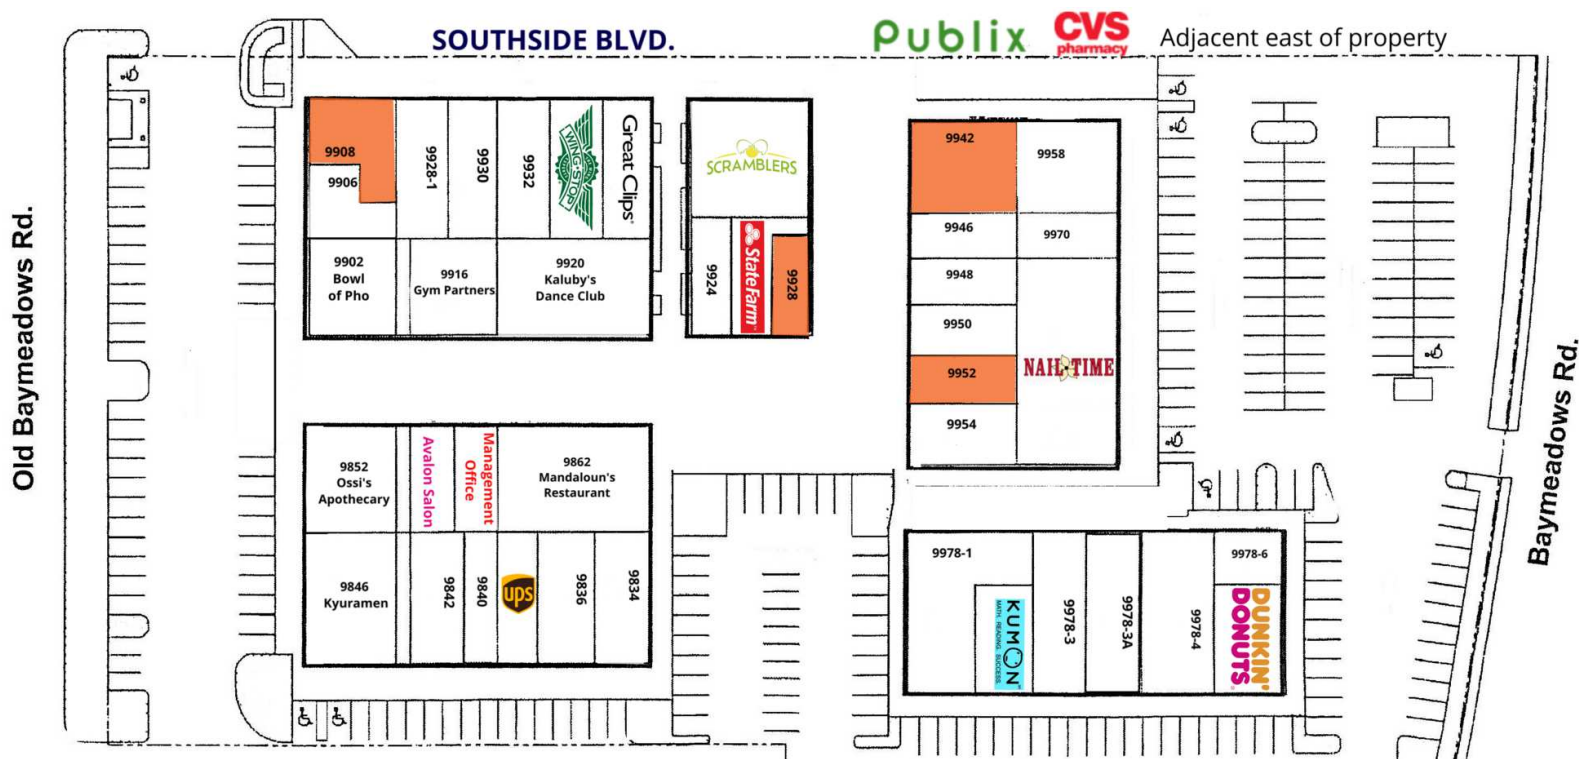 SOUTHSIDE BLVD.
Publix
CVS
pharmacy
Adjacent east of property
Old Baymeadows Rd.
Baymeadows Rd.
9908
9906
9928-1
9930
9932
WING-STOP
Great Clips
9902
Bowl
of Pho
9916
Gym Partners
9920
Kaluby's
Dance Club
SCRAMBLERS
9924
StateFarm
9928
9942
9958
9946
9970
9948
9950
9952
NAIL TIME
9954
9852
Ossi's
Apothecary
Avalon Salon
Management
Office
9862
Mandaloun's
Restaurant
9846
Kyuramen
9842
9840
ups
9836
9834
9978-1
KUMON
MATH. READING. SUCCESS.
9978-3
9978-3A
9978-4
9978-6
DUNKIN'
DONUTS